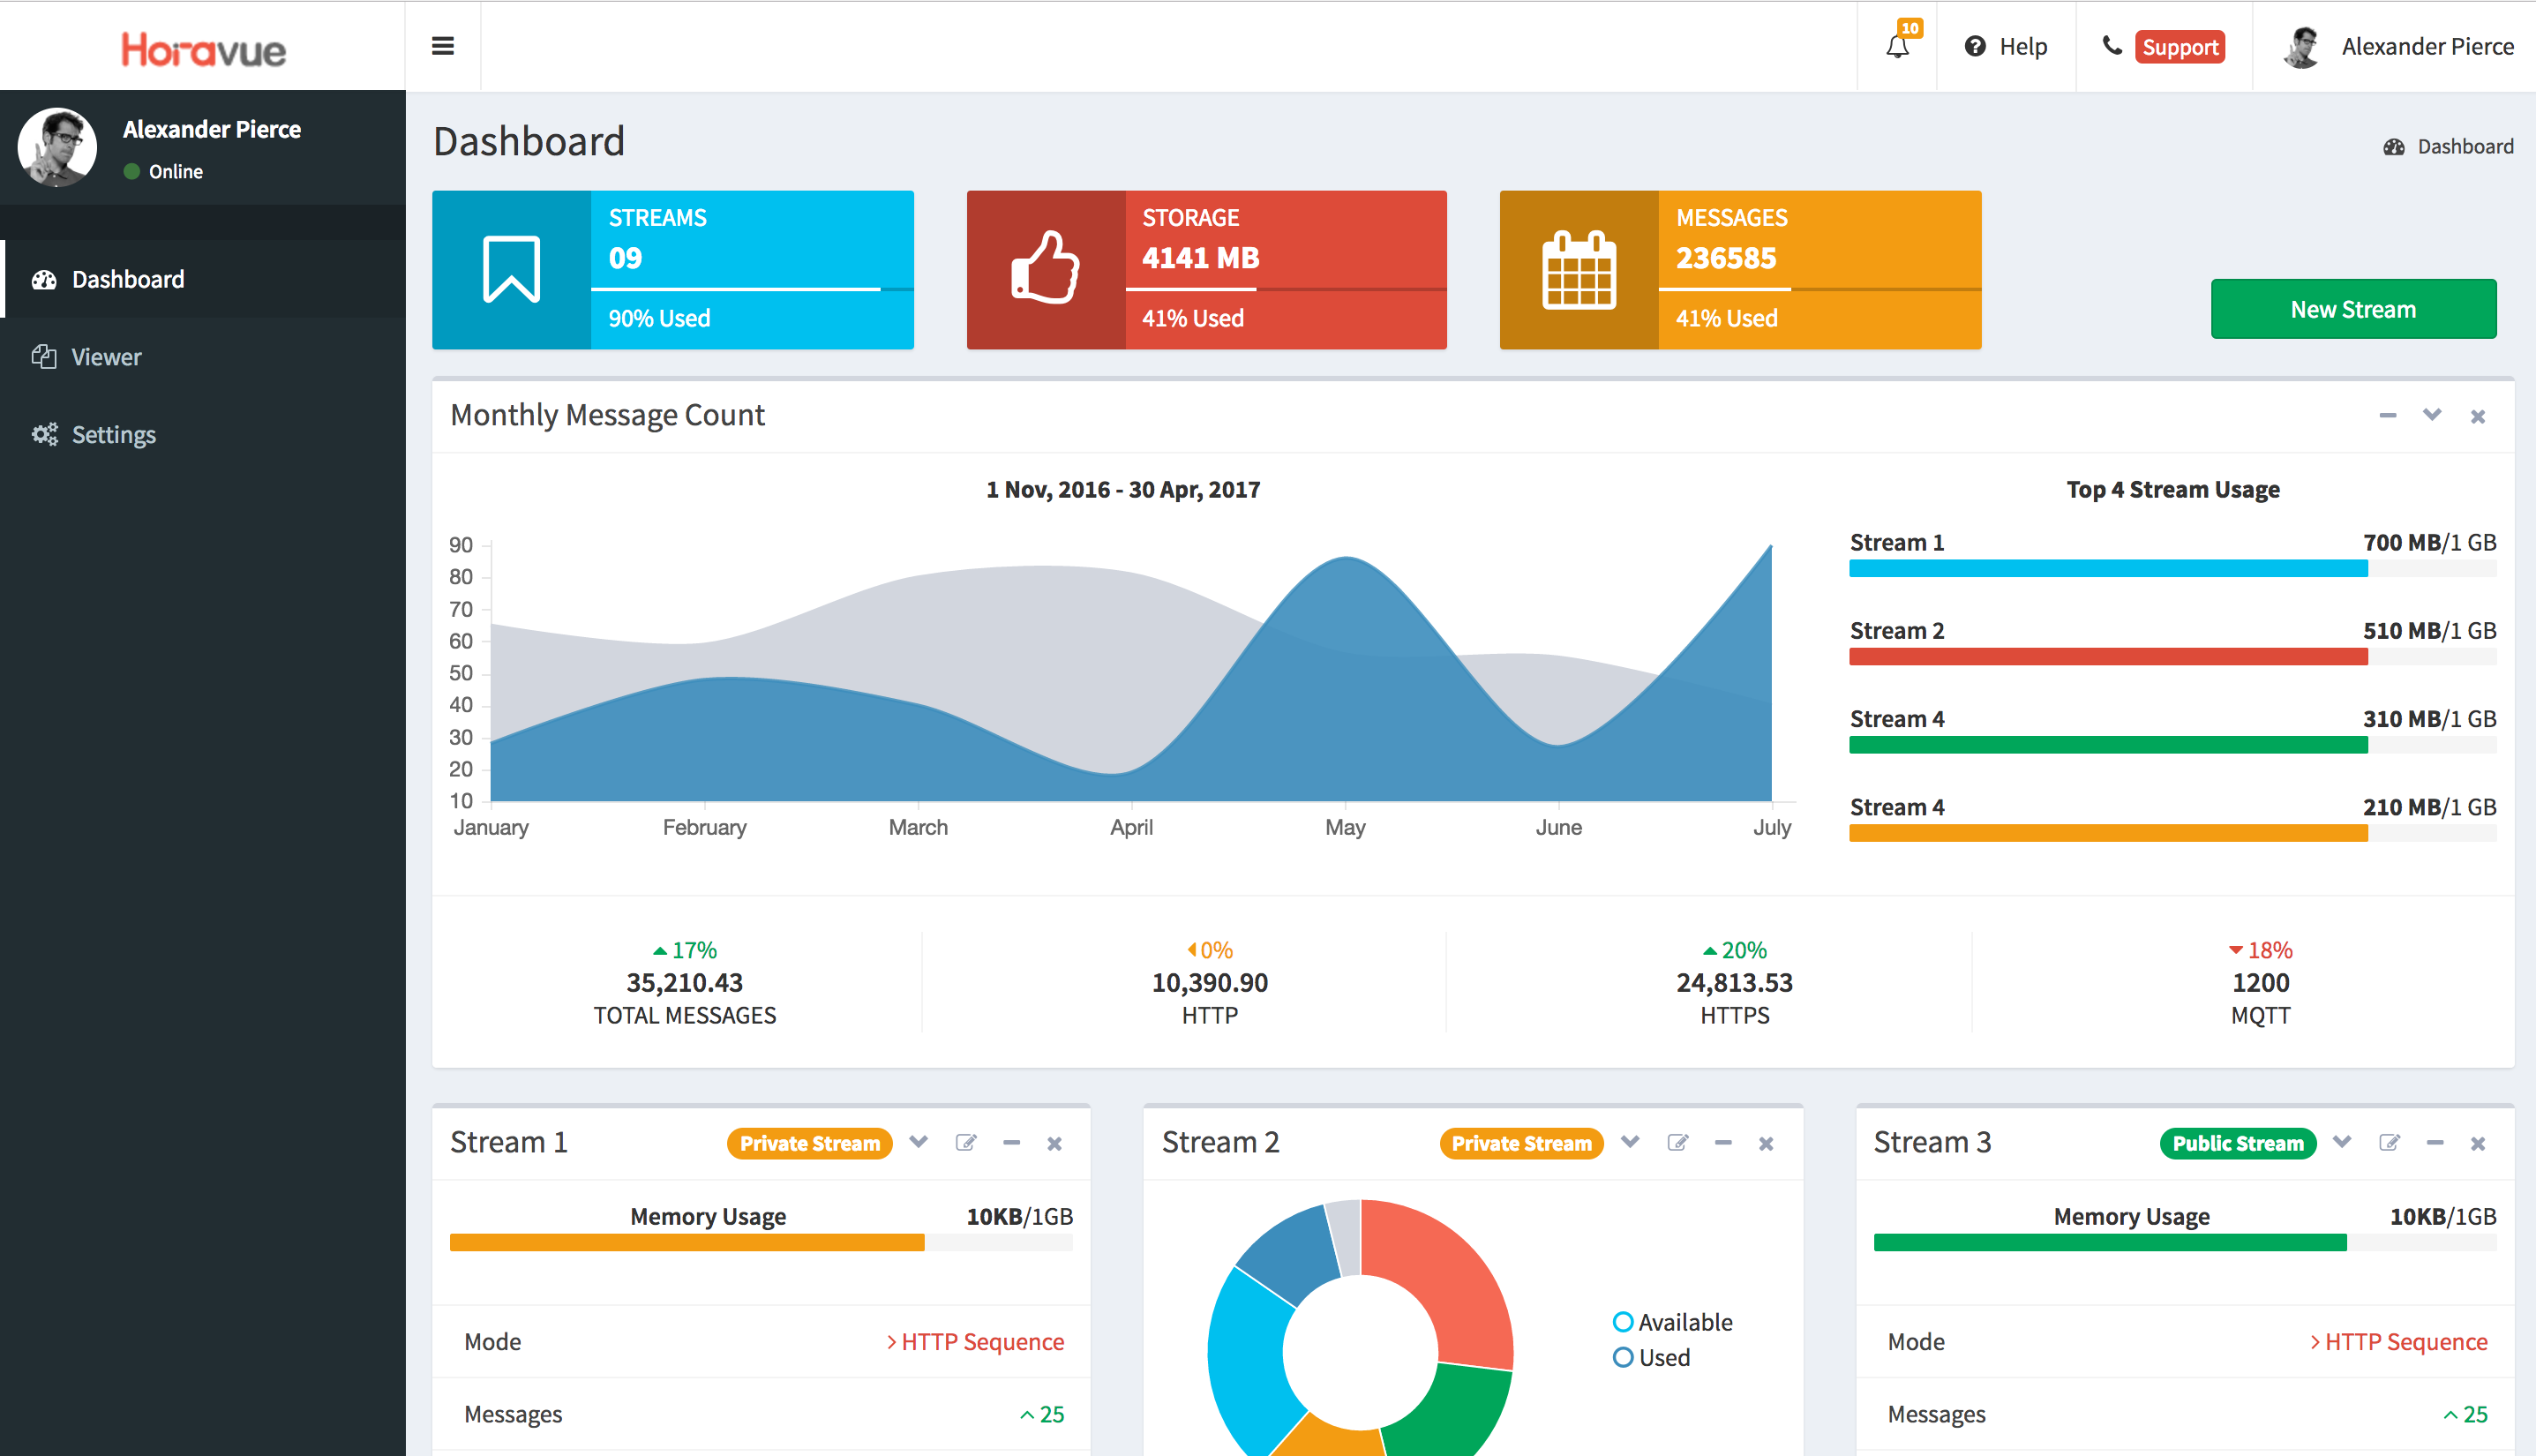 Horavue
10
Help
Support
Alexander Pierce
Alexander Pierce
Online
Dashboard
Viewer
Settings
Dashboard
Dashboard
STREAMS
09
90% Used
STORAGE
4141 MB
41% Used
MESSAGES
236585
41% Used
New Stream
Monthly Message Count
1 Nov, 2016 - 30 Apr, 2017
90
80
70
60
50
40
30
20
10
January February March April May June July
Top 4 Stream Usage
Stream 1 700 MB/1 GB
Stream 2 510 MB/1 GB
Stream 4 310 MB/1 GB
Stream 4 210 MB/1 GB
17%
35,210.43
TOTAL MESSAGES
0%
10,390.90
HTTP
20%
24,813.53
HTTPS
18%
1200
MQTT
Stream 1 Private Stream
Memory Usage 10KB/1GB
Mode HTTP Sequence
Messages 25
Stream 2 Private Stream
Available
Used
Stream 3 Public Stream
Memory Usage 10KB/1GB
Mode HTTP Sequence
Messages 25